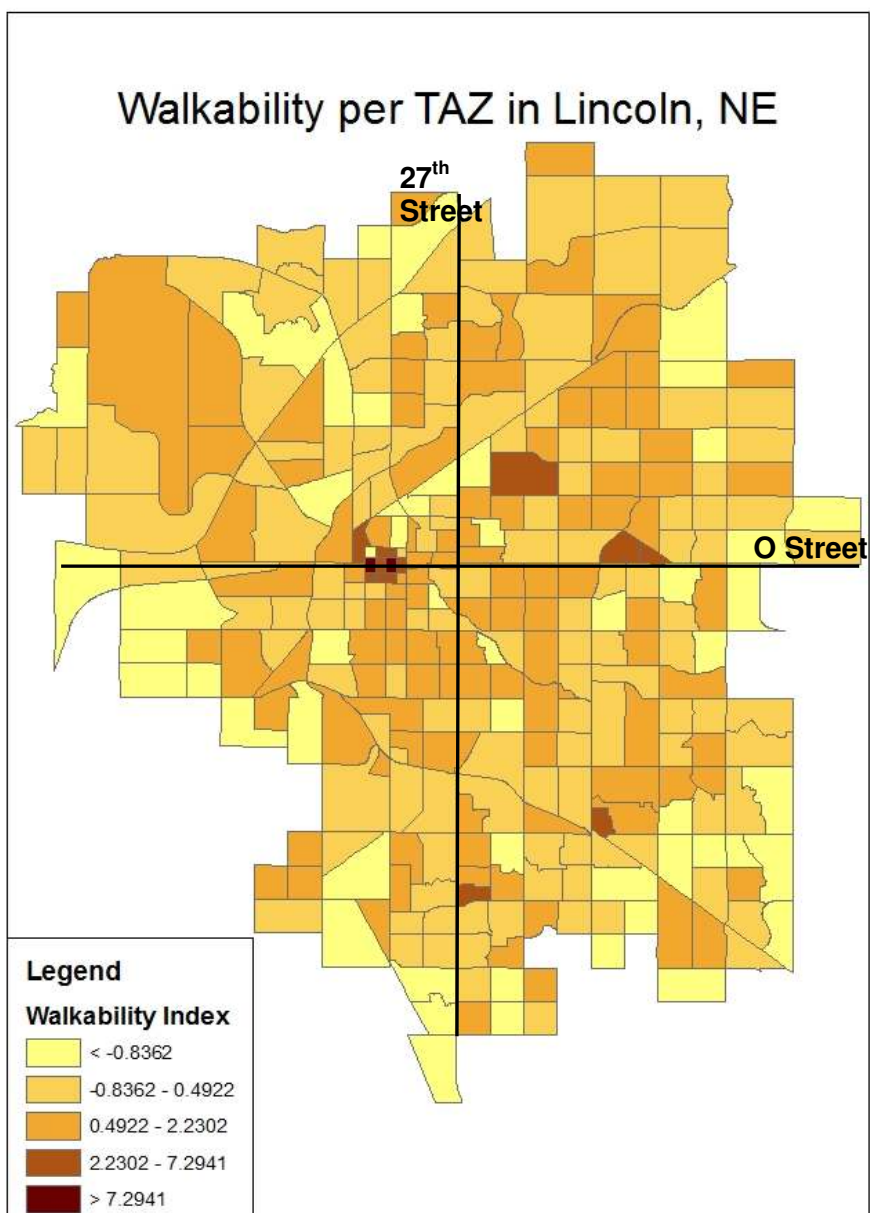 Walkability per TAZ in Lincoln, NE
27th
Street
O Street
Legend
Walkability Index
< -0.8362
-0.8362 - 0.4922
0.4922 - 2.2302
2.2302 - 7.2941
> 7.2941